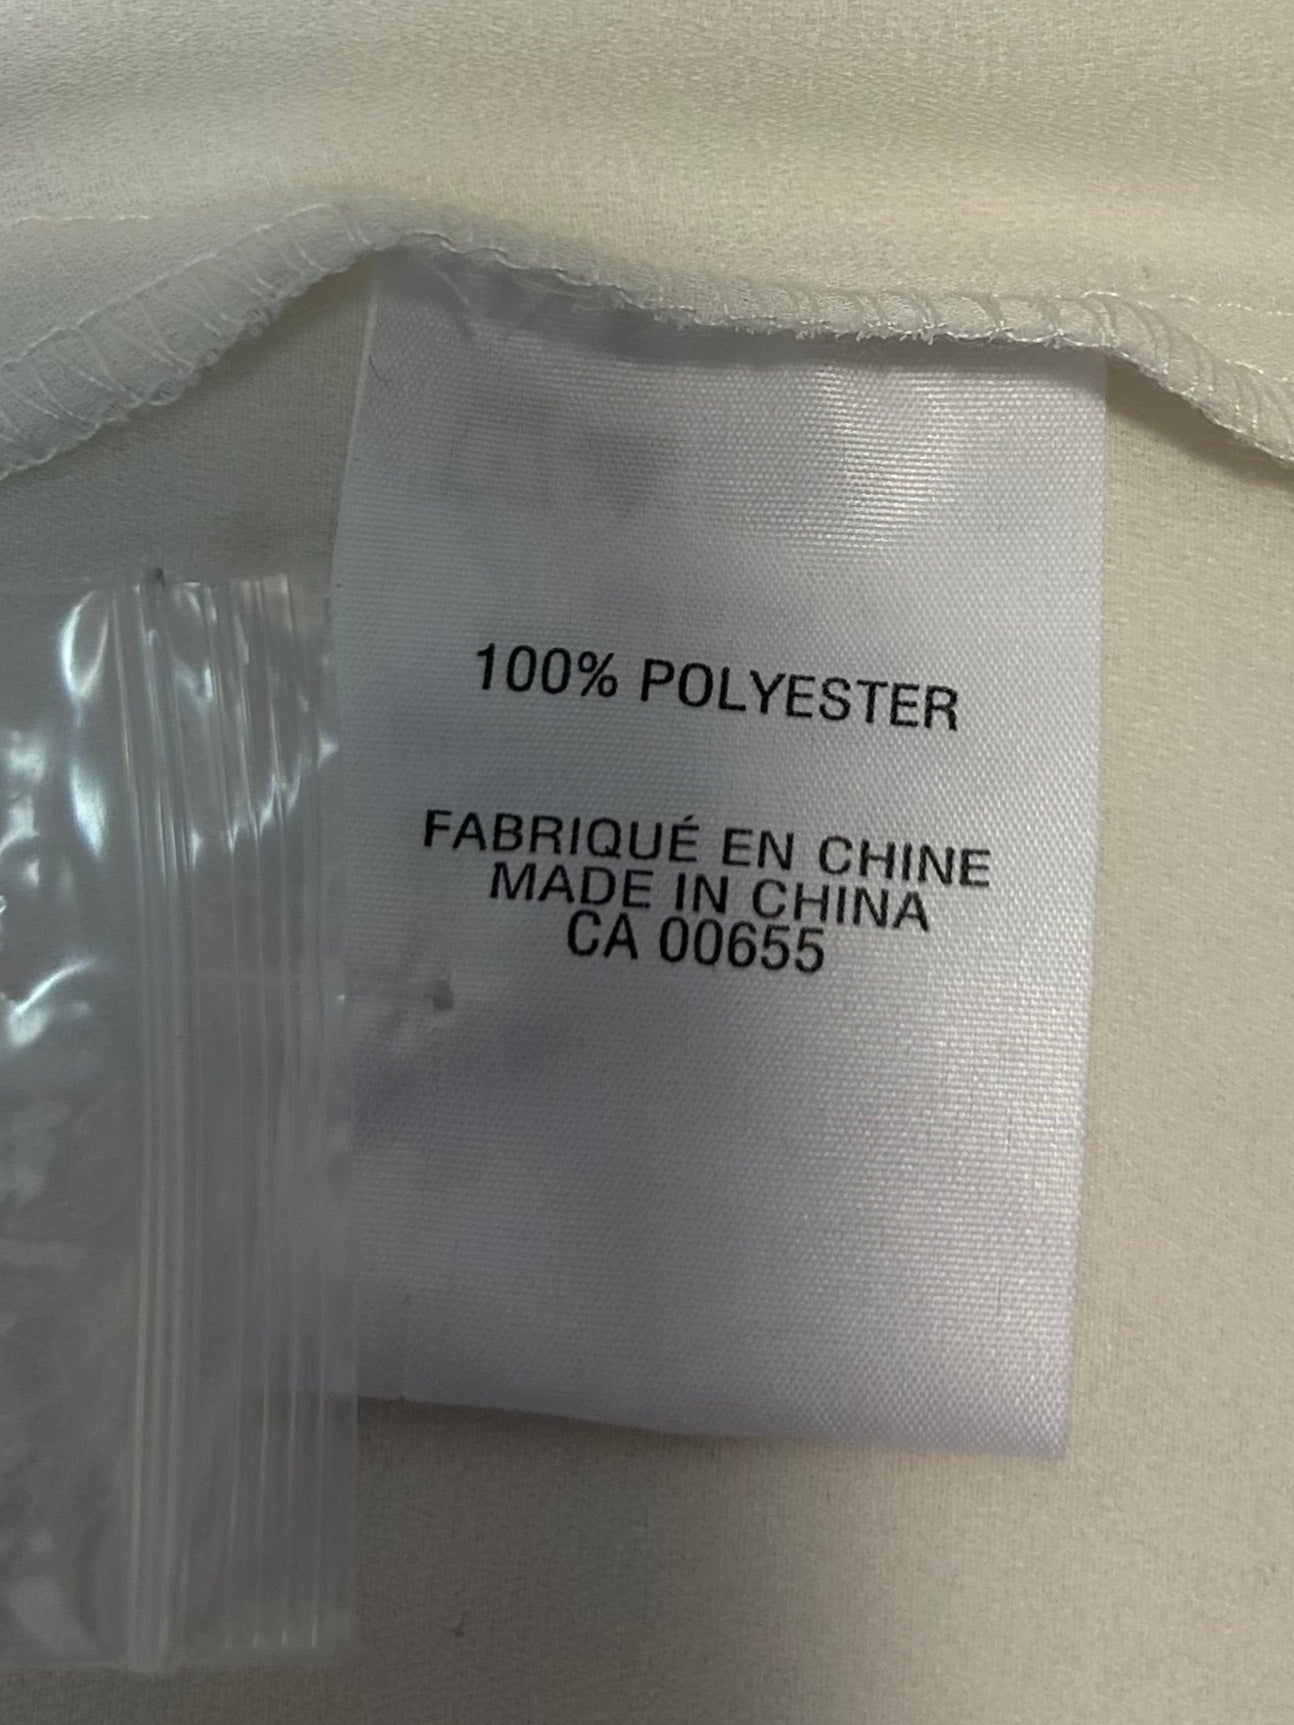 100% POLYESTER
FABRIQUÉ EN CHINE
MADE IN CHINA
CA 00655